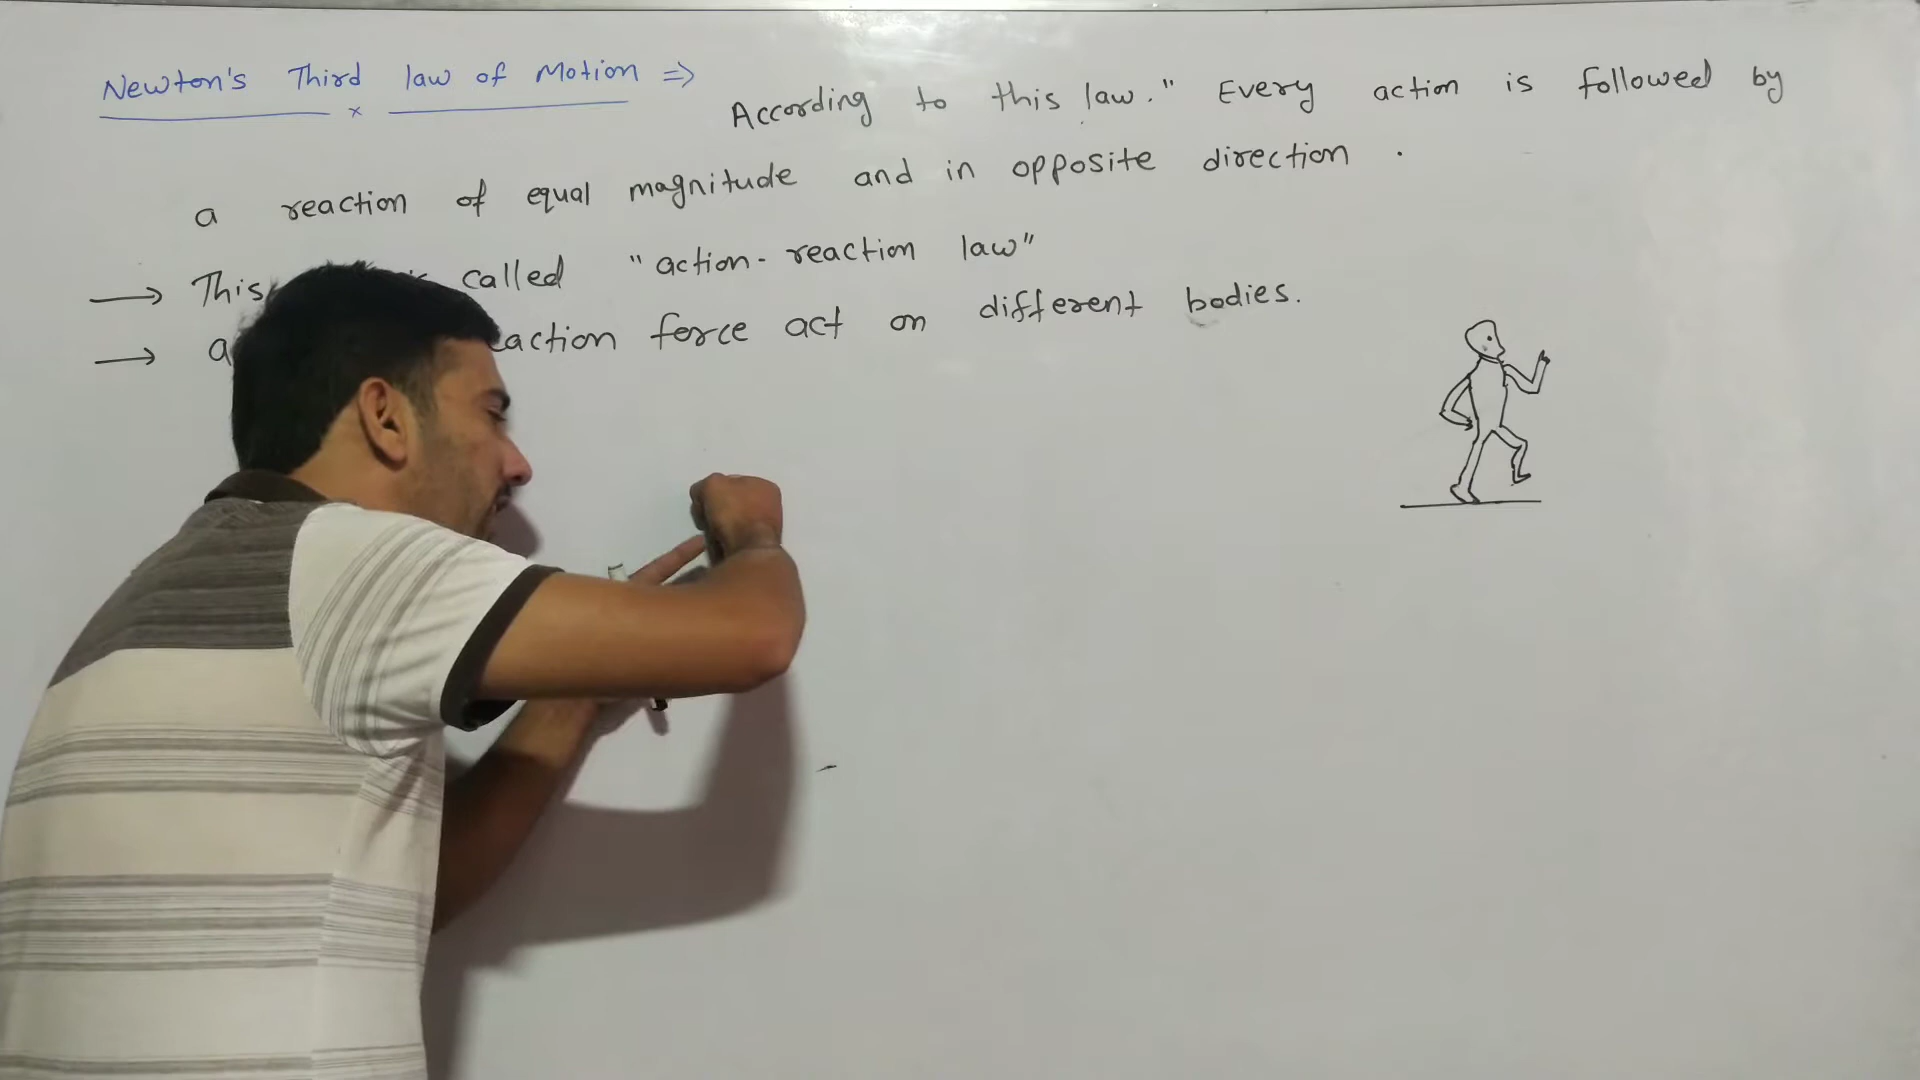 Newton's Third law of Motion ⇒ According to this law." Every action is followed by
a reaction of equal magnitude and in opposite direction .
→ This called "action-reaction law"
→ force act on different bodies.